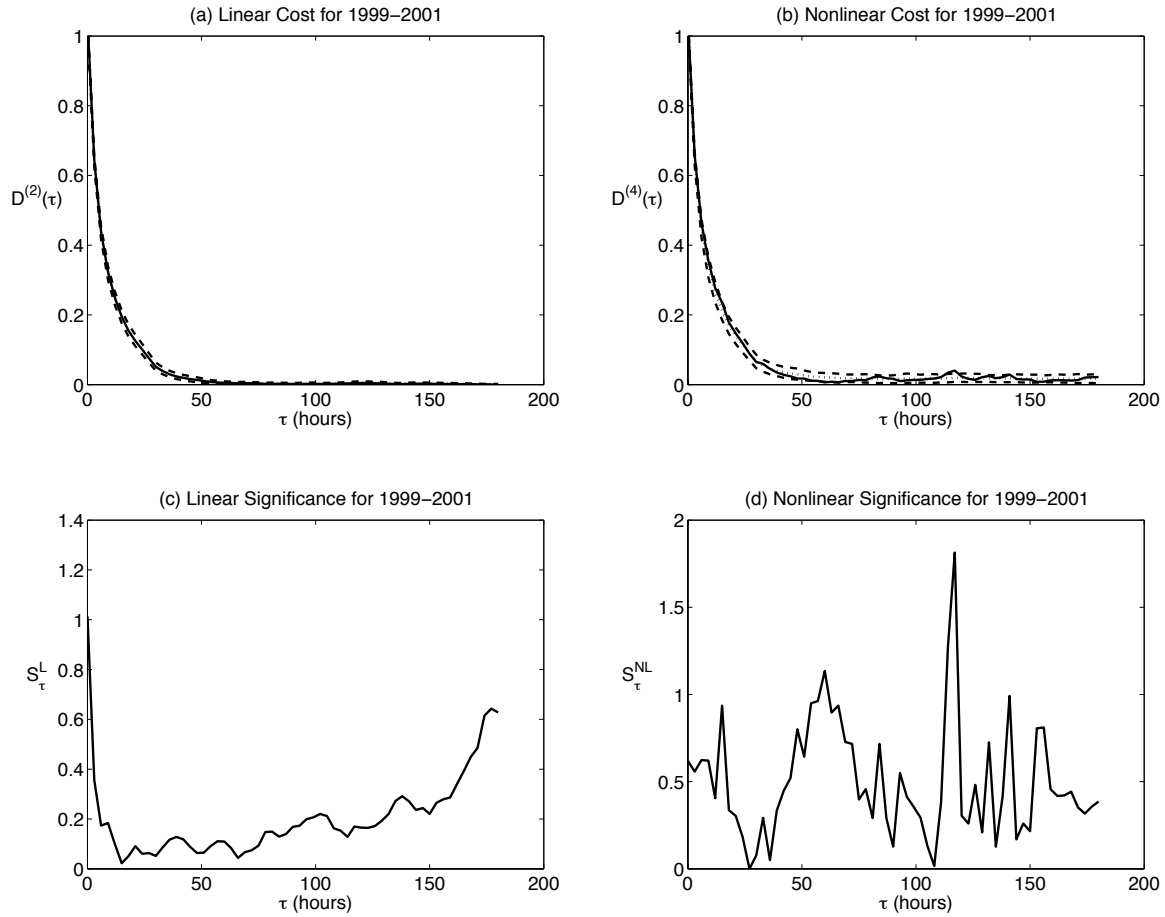 (a) Linear Cost for 1999−2001
1
0.8
0.6
D(2)(τ)
0.4
0.2
0
0 50 100 150 200
τ (hours)
(b) Nonlinear Cost for 1999−2001
1
0.8
0.6
D(4)(τ)
0.4
0.2
0
0 50 100 150 200
τ (hours)
(c) Linear Significance for 1999−2001
1.4
1.2
1
0.8
SτL
0.6
0.4
0.2
0
0 50 100 150 200
τ (hours)
(d) Nonlinear Significance for 1999−2001
2
1.5
SτNL
1
0.5
0
0 50 100 150 200
τ (hours)